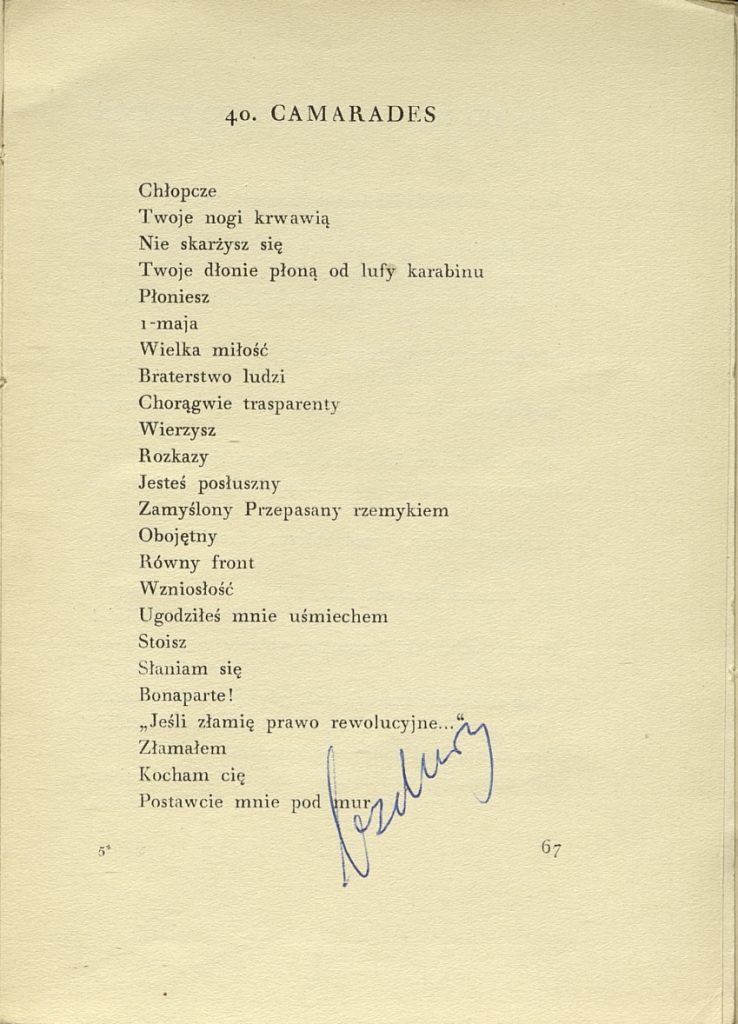 40. CAMARADES
Chłopcze
Twoje nogi krwawią
Nie skarżysz się
Twoje dłonie płoną od lufy karabinu
Płoniesz
1-maja
Wielka miłość
Braterstwo ludzi
Chorągwie trasparenty
Wierzysz
Rozkazy
Jesteś posłuszny
Zamyślony Przepasany rzemykiem
Obojętny
Równy front
Wzniosłość
Ugodziłeś mnie uśmiechem
Stoisz
Słaniam się
Bonaparte!
„Jeśli złamię prawo rewolucyjne...“
Złamałem
Kocham cię
Postawcie mnie pod mur
5*
67